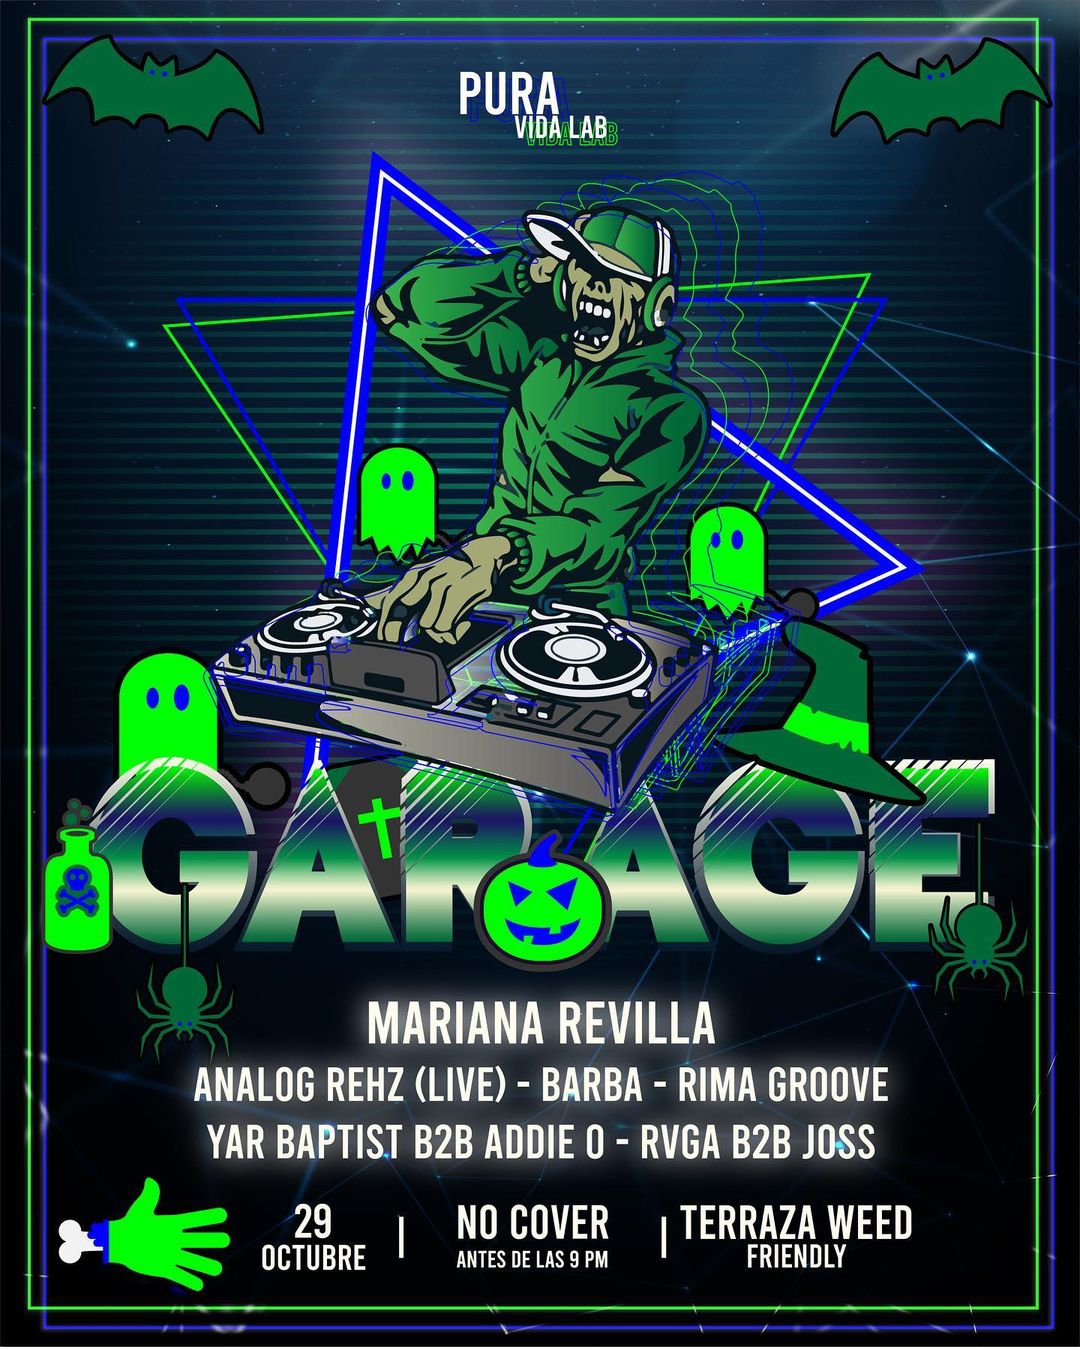 PURA
VIDA LAB
GARAGE
MARIANA REVILLA
ANALOG REHZ (LIVE) - BARBA - RIMA GROOVE
YAR BAPTIST B2B ADDIE O - RVGA B2B JOSS
29
OCTUBRE
NO COVER
ANTES DE LAS 9 PM
TERRAZA WEED
FRIENDLY